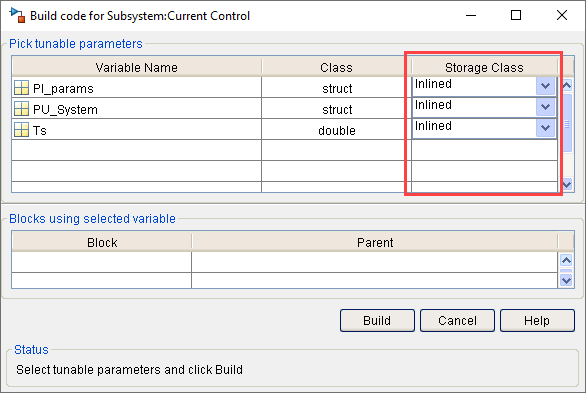 Build code for Subsystem:Current Control
Pick tunable parameters
Variable Name Class Storage Class
PI_params struct Inlined
PU_System struct Inlined
Ts double Inlined
Blocks using selected variable
Block Parent
Build Cancel Help
Status
Select tunable parameters and click Build